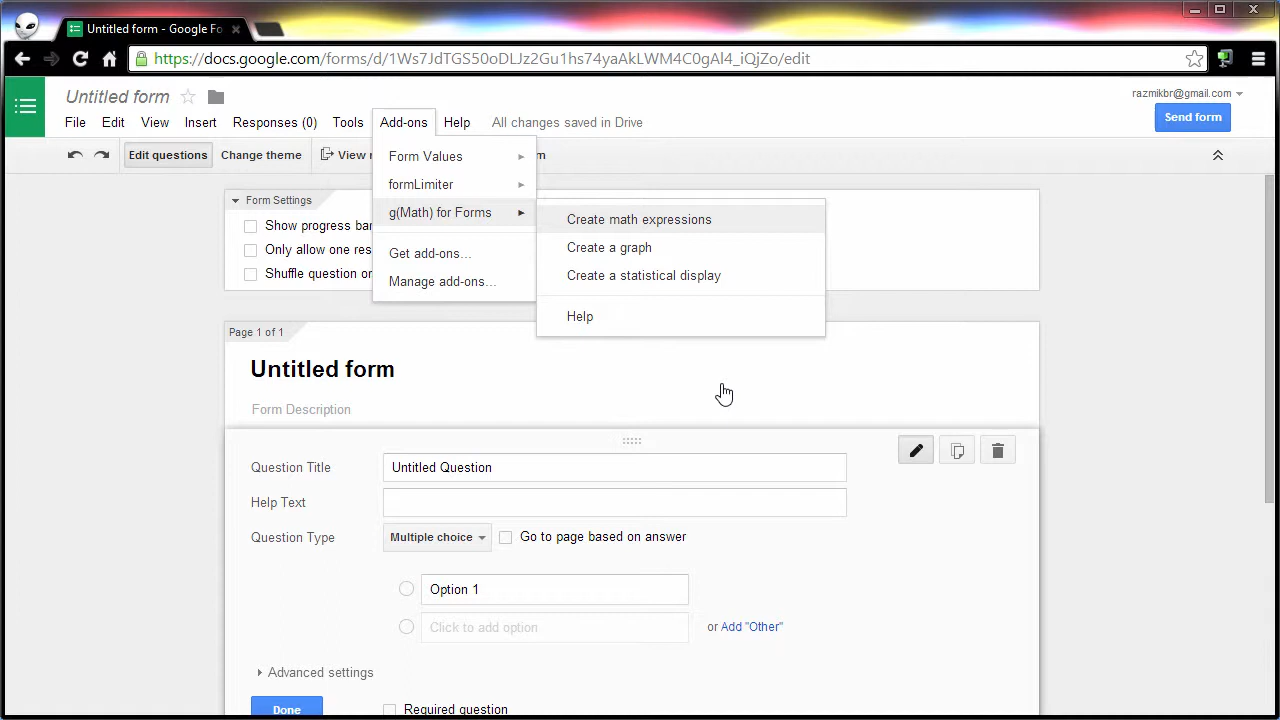 Untitled form - Google Fo
https://docs.google.com/forms/d/1Ws7JdTGS50oDLJz2Gu1hs74yaAkLWM4C0gAl4_iQjZo/edit
Untitled form
razmikbr@gmail.com
File Edit View Insert Responses (0) Tools Add-ons Help All changes saved in Drive
Send form
Edit questions Change theme View
Form Values
formLimiter
g(Math) for Forms
Get add-ons...
Manage add-ons...
Create math expressions
Create a graph
Create a statistical display
Help
Form Settings
Show progress bar
Only allow one res
Shuffle question or
Page 1 of 1
Untitled form
Form Description
Question Title Untitled Question
Help Text
Question Type Multiple choice Go to page based on answer
Option 1
Click to add option or Add "Other"
Advanced settings
Done Required question